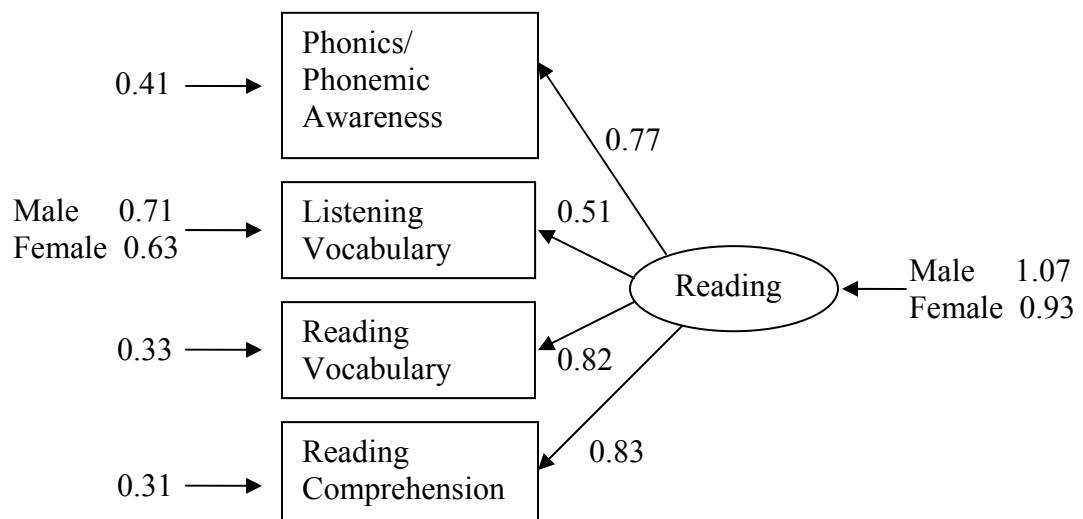 Phonics/
Phonemic
Awareness
0.41
0.77
Male 0.71
Female 0.63
Listening
Vocabulary
0.51
Reading
Male 1.07
Female 0.93
0.33
Reading
Vocabulary
0.82
0.31
Reading
Comprehension
0.83